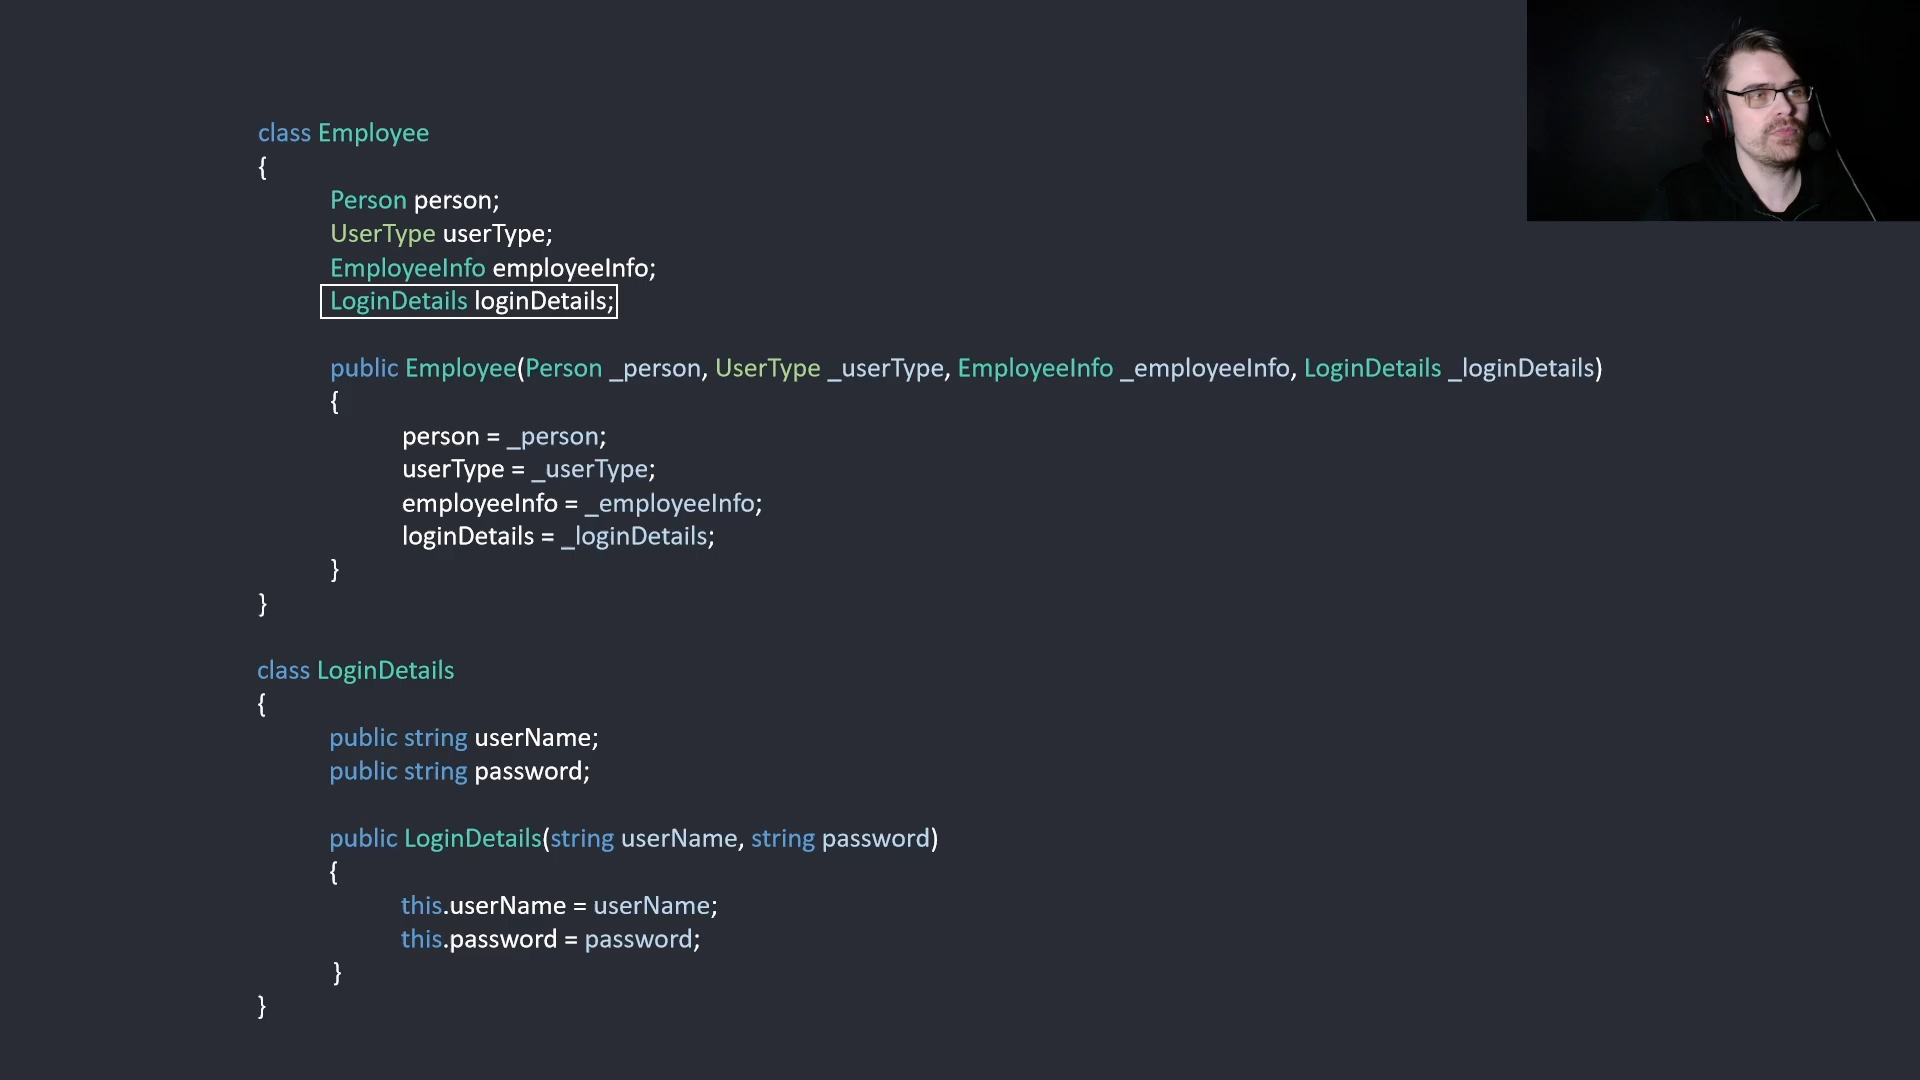 class Employee
{
Person person;
UserType userType;
EmployeeInfo employeeInfo;
LoginDetails loginDetails;
public Employee(Person _person, UserType _userType, EmployeeInfo _employeeInfo, LoginDetails _loginDetails)
{
person = _person;
userType = _userType;
employeeInfo = _employeeInfo;
loginDetails = _loginDetails;
}
}
class LoginDetails
{
public string userName;
public string password;
public LoginDetails(string userName, string password)
{
this.userName = userName;
this.password = password;
}
}